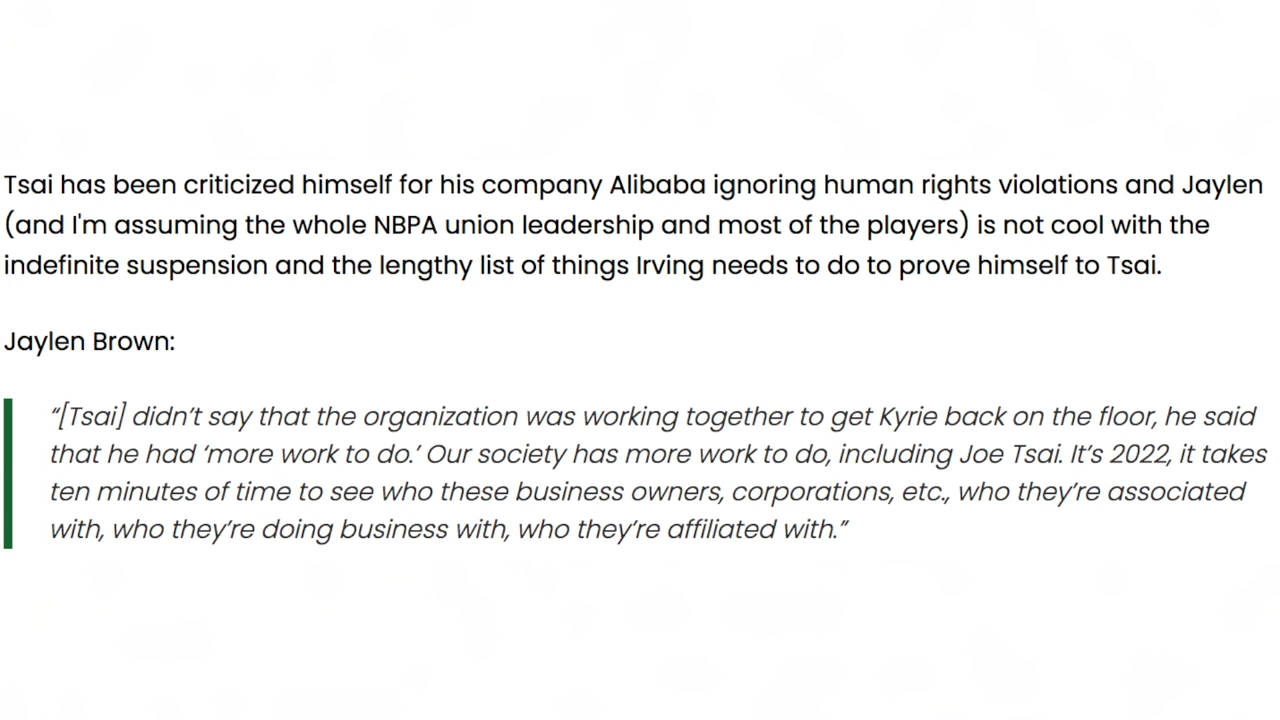 Tsai has been criticized himself for his company Alibaba ignoring human rights violations and Jaylen
(and I'm assuming the whole NBPA union leadership and most of the players) is not cool with the
indefinite suspension and the lengthy list of things Irving needs to do to prove himself to Tsai.
Jaylen Brown:
“[Tsai] didn’t say that the organization was working together to get Kyrie back on the floor, he said
that he had ‘more work to do.’ Our society has more work to do, including Joe Tsai. It’s 2022, it takes
ten minutes of time to see who these business owners, corporations, etc., who they’re associated
with, who they’re doing business with, who they’re affiliated with.”